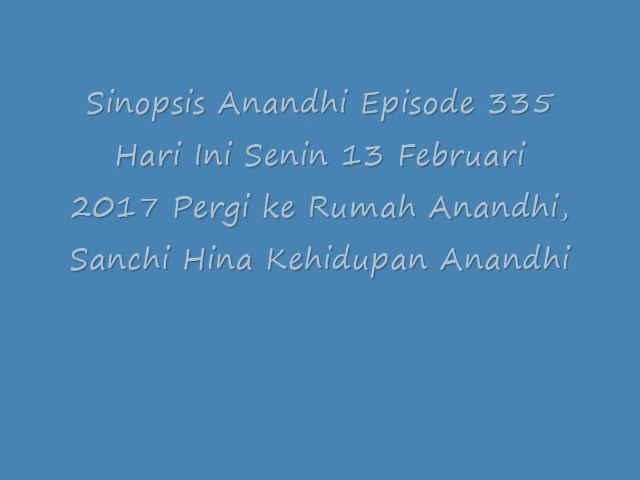 Sinopsis Anandhi Episode 335
Hari Ini Senin 13 Februari
2017 Pergi ke Rumah Anandhi,
Sanchi Hina Kehidupan Anandhi